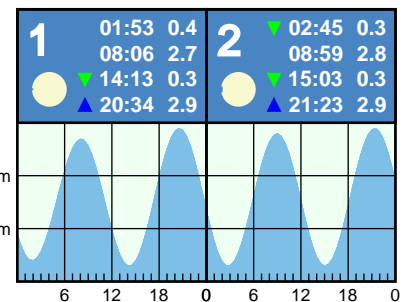 1
01:53 0.4
08:06 2.7
▼ 14:13 0.3
▲ 20:34 2.9
2
▼ 02:45 0.3
08:59 2.8
▼ 15:03 0.3
▲ 21:23 2.9
m
m
6 12 18 0 6 12 18 0